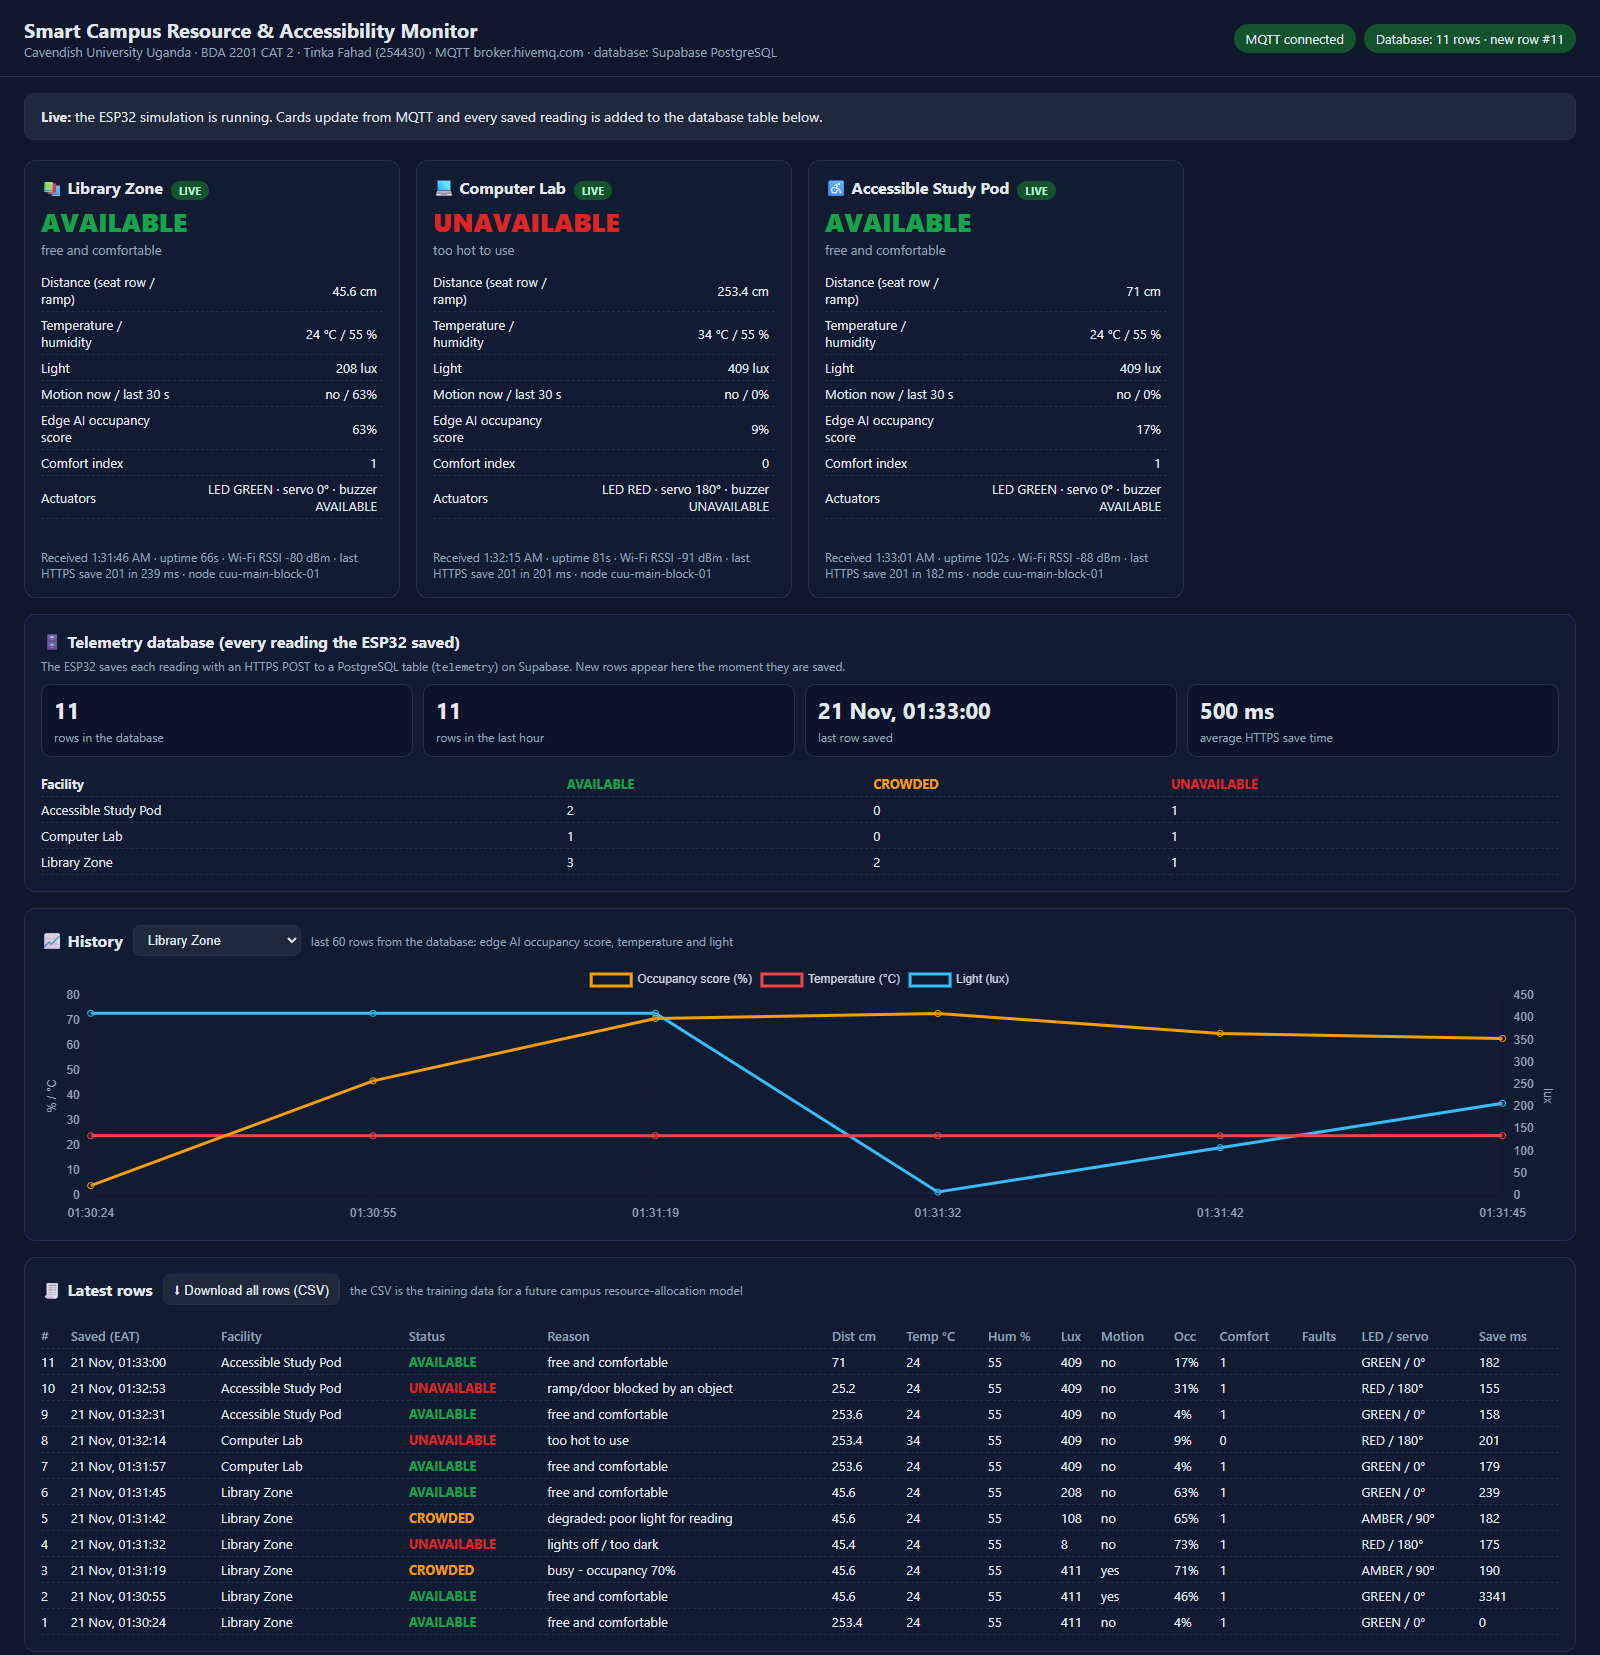 Smart Campus Resource & Accessibility Monitor
Cavendish University Uganda · BDA 2201 CAT 2 · Tinka Fahad (254430) · MQTT broker.hivemq.com · database: Supabase PostgreSQL
MQTT connected
Database: 11 rows · new row #11
Live: the ESP32 simulation is running. Cards update from MQTT and every saved reading is added to the database table below.
Library Zone LIVE
AVAILABLE
free and comfortable
Distance (seat row / ramp) 45.6 cm
Temperature / humidity 24 °C / 55 %
Light 208 lux
Motion now / last 30 s no / 63%
Edge AI occupancy score 63%
Comfort index 1
Actuators LED GREEN · servo 0° · buzzer AVAILABLE
Received 1:31:46 AM · uptime 66s · Wi-Fi RSSI -80 dBm · last
HTTPS save 201 in 239 ms · node cuu-main-block-01
Computer Lab LIVE
UNAVAILABLE
too hot to use
Distance (seat row / ramp) 253.4 cm
Temperature / humidity 34 °C / 55 %
Light 409 lux
Motion now / last 30 s no / 0%
Edge AI occupancy score 9%
Comfort index 0
Actuators LED RED · servo 180° · buzzer UNAVAILABLE
Received 1:32:15 AM · uptime 81s · Wi-Fi RSSI -91 dBm · last
HTTPS save 201 in 201 ms · node cuu-main-block-01
Accessible Study Pod LIVE
AVAILABLE
free and comfortable
Distance (seat row / ramp) 71 cm
Temperature / humidity 24 °C / 55 %
Light 409 lux
Motion now / last 30 s no / 0%
Edge AI occupancy score 17%
Comfort index 1
Actuators LED GREEN · servo 0° · buzzer AVAILABLE
Received 1:33:01 AM · uptime 102s · Wi-Fi RSSI -88 dBm · last
HTTPS save 201 in 182 ms · node cuu-main-block-01
Telemetry database (every reading the ESP32 saved)
The ESP32 saves each reading with an HTTPS POST to a PostgreSQL table (telemetry) on Supabase. New rows appear here the moment they are saved.
11
rows in the database
11
rows in the last hour
21 Nov, 01:33:00
last row saved
500 ms
average HTTPS save time
Facility AVAILABLE CROWDED UNAVAILABLE
Accessible Study Pod 2 0 1
Computer Lab 1 0 1
Library Zone 3 2 1
History Library Zone last 60 rows from the database: edge AI occupancy score, temperature and light
Occupancy score (%) Temperature (°C) Light (lux)
80
70
60
50
40
30
20
10
0
% / °C
450
400
350
300
250
200
150
100
50
0
lux
01:30:24 01:30:55 01:31:19 01:31:32 01:31:42 01:31:45
Latest rows ⬇ Download all rows (CSV) the CSV is the training data for a future campus resource-allocation model
# Saved (EAT) Facility Status Reason Dist cm Temp °C Hum % Lux Motion Occ Comfort Faults LED / servo Save ms
11 21 Nov, 01:33:00 Accessible Study Pod AVAILABLE free and comfortable 71 24 55 409 no 17% 1 GREEN / 0° 182
10 21 Nov, 01:32:53 Accessible Study Pod UNAVAILABLE ramp/door blocked by an object 25.2 24 55 409 no 31% 1 RED / 180° 155
9 21 Nov, 01:32:31 Accessible Study Pod AVAILABLE free and comfortable 253.6 24 55 409 no 4% 1 GREEN / 0° 158
8 21 Nov, 01:32:14 Computer Lab UNAVAILABLE too hot to use 253.4 34 55 409 no 9% 0 RED / 180° 201
7 21 Nov, 01:31:57 Computer Lab AVAILABLE free and comfortable 253.6 24 55 409 no 4% 1 GREEN / 0° 179
6 21 Nov, 01:31:45 Library Zone AVAILABLE free and comfortable 45.6 24 55 208 no 63% 1 GREEN / 0° 239
5 21 Nov, 01:31:42 Library Zone CROWDED degraded: poor light for reading 45.6 24 55 108 no 65% 1 AMBER / 90° 182
4 21 Nov, 01:31:32 Library Zone UNAVAILABLE lights off / too dark 45.4 24 55 8 no 73% 1 RED / 180° 175
3 21 Nov, 01:31:19 Library Zone CROWDED busy - occupancy 70% 45.6 24 55 411 yes 71% 1 AMBER / 90° 190
2 21 Nov, 01:30:55 Library Zone AVAILABLE free and comfortable 45.6 24 55 411 yes 46% 1 GREEN / 0° 3341
1 21 Nov, 01:30:24 Library Zone AVAILABLE free and comfortable 253.4 24 55 411 no 4% 1 GREEN / 0° 0